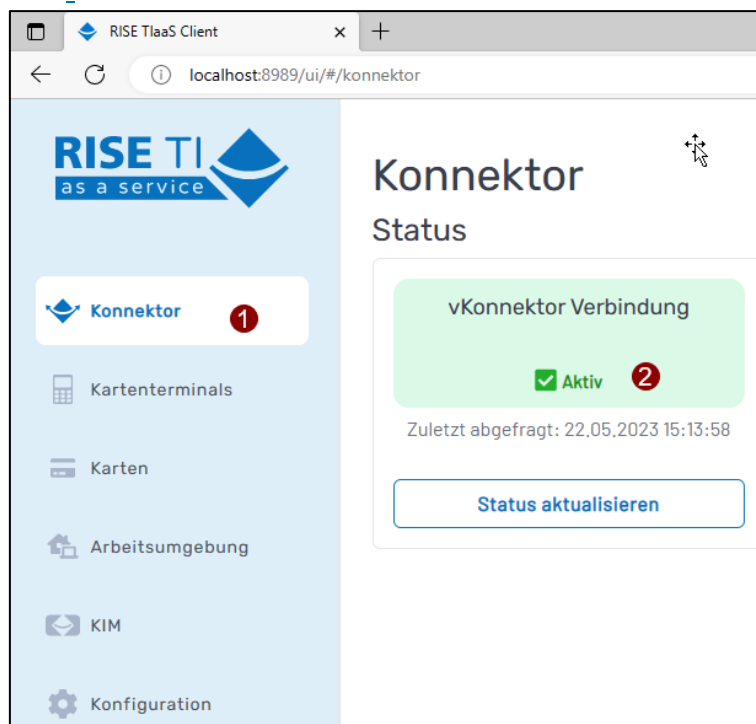 RISE TIaaS Client
localhost:8989/ui/#/konnektor
RISE TI
as a service
Konnektor
Status
Konnektor
1
vKonnektor Verbindung
Aktiv
2
Zuletzt abgefragt: 22.05.2023 15:13:58
Status aktualisieren
Kartenterminals
Karten
Arbeitsumgebung
KIM
Konfiguration